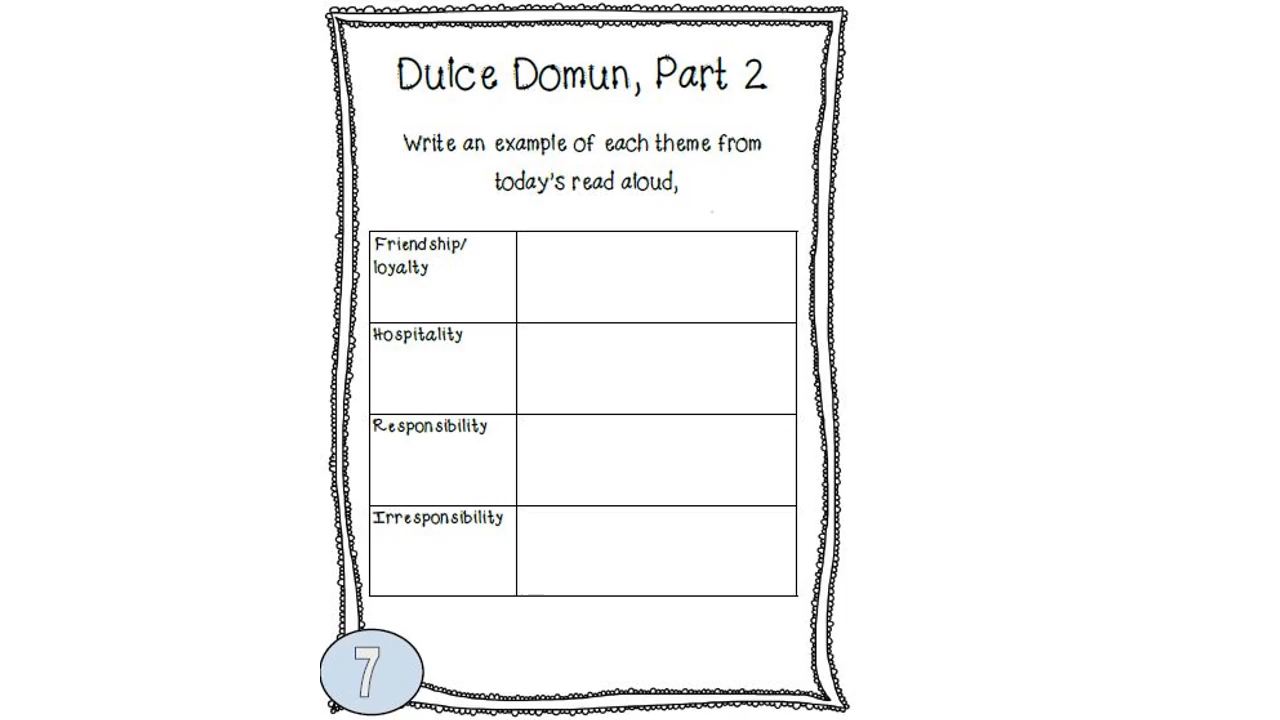 Dulce Domun, Part 2
Write an example of each theme from
today's read aloud,
Friendship/
loyalty
Hospitality
Responsibility
Irresponsibility
7